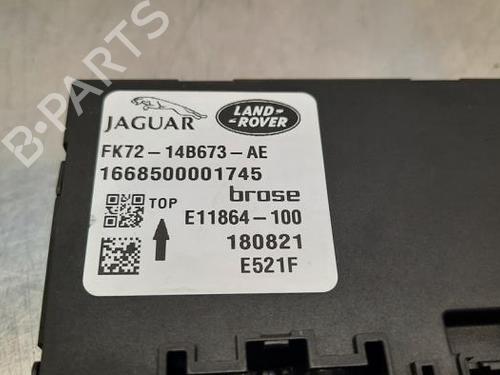 JAGUAR
LAND-
-ROVER
FK72-14B673-AE
1668500001745
brose
TOP
E11864-100
180821
E521F
B-PARTS